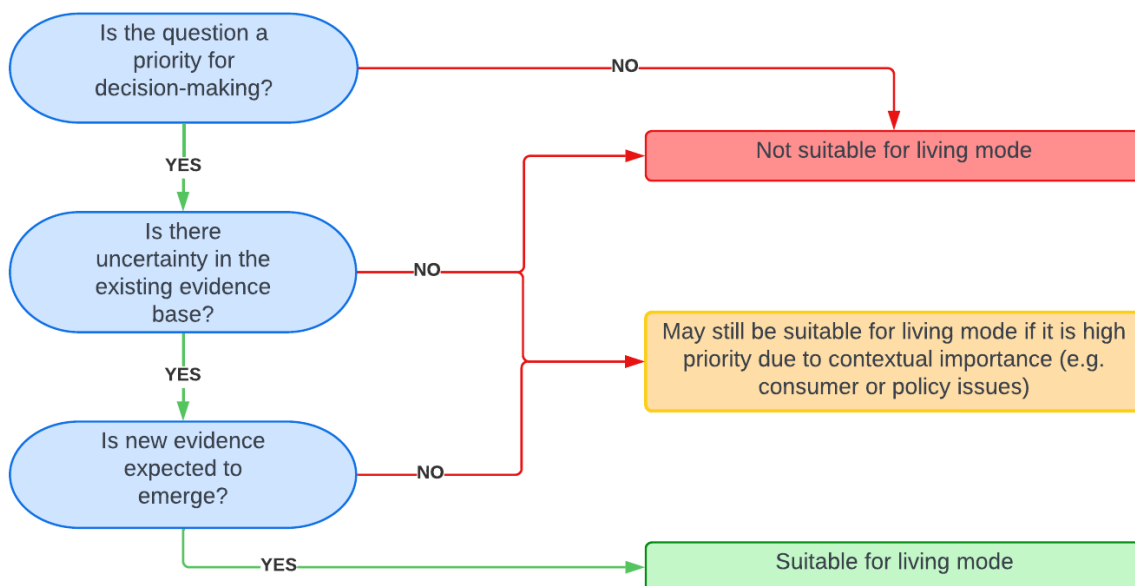 Is the question a
priority for
decision-making?
NO
Not suitable for living mode
YES
Is there
uncertainty in the
existing evidence
base?
NO
May still be suitable for living mode if it is high
priority due to contextual importance (e.g.
consumer or policy issues)
YES
Is new evidence
expected to
emerge?
NO
YES
Suitable for living mode